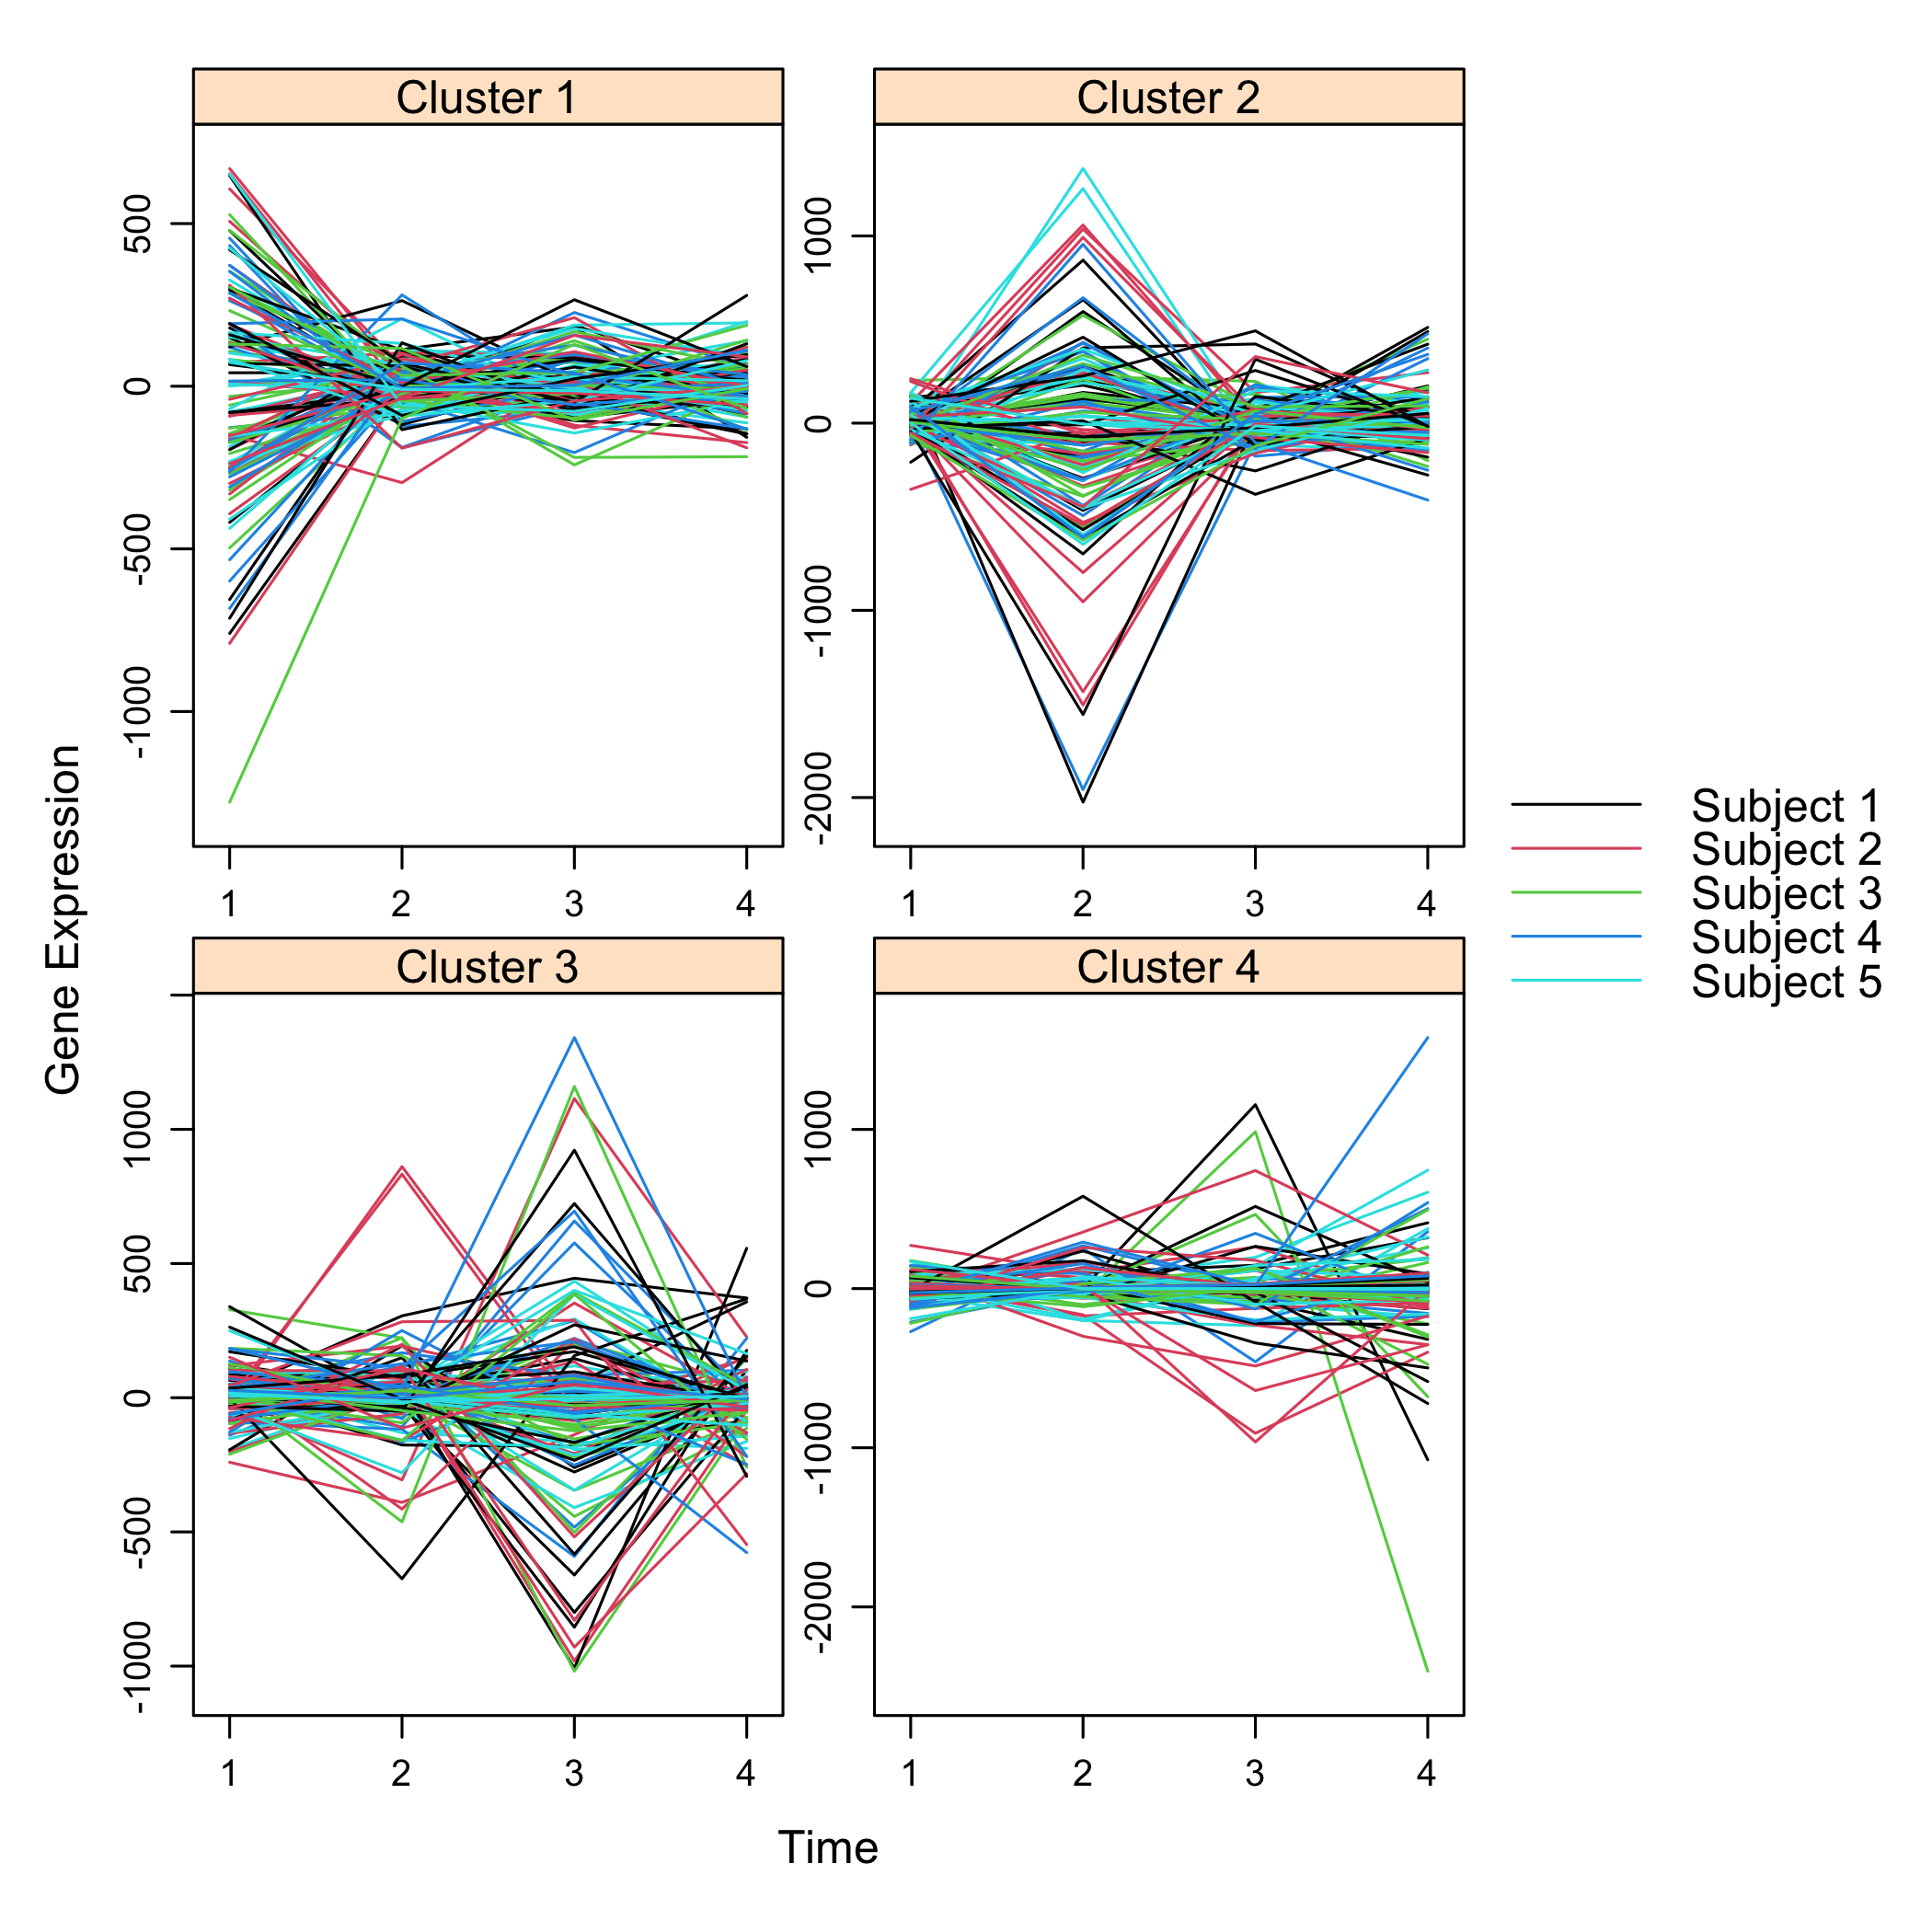 Cluster 1
Cluster 2
500
0
-500
-1000
1000
0
-1000
-2000
1 2 3 4
1 2 3 4
Cluster 3
Cluster 4
1000
500
0
-500
-1000
1000
0
-1000
-2000
1 2 3 4
1 2 3 4
Gene Expression
Time
Subject 1
Subject 2
Subject 3
Subject 4
Subject 5